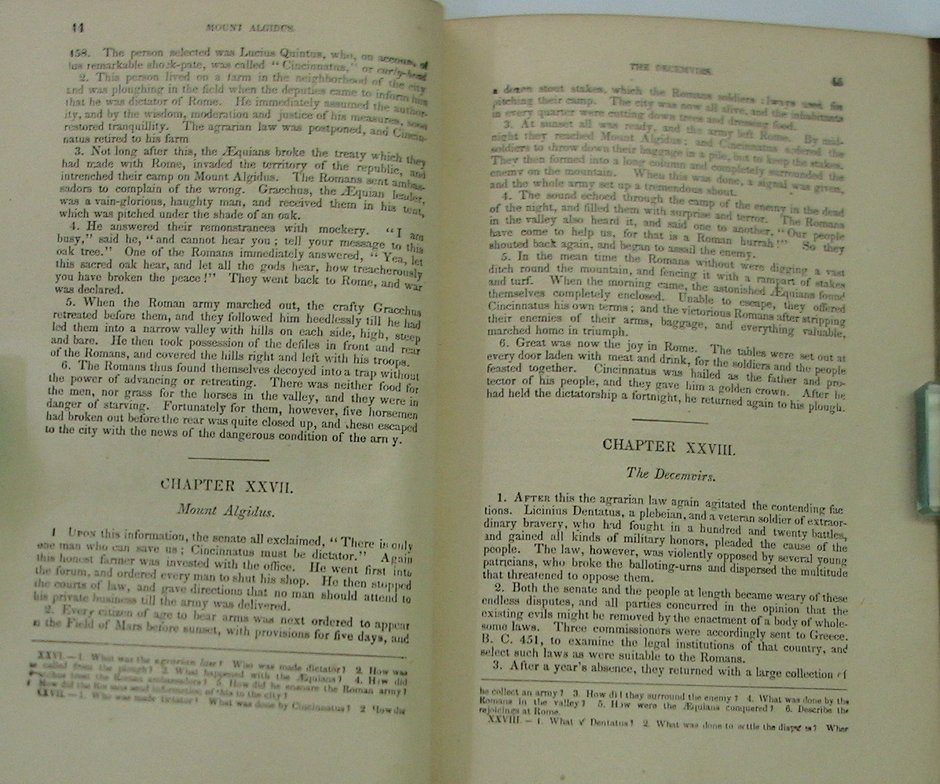 44
MOUNT ALGIDUS.
458. The person selected was Lucius Quintus, who, on account of
his remarkable shock-pate, was called "Cincinnatus," or curly-head
2. This person lived on a farm in the neighborhood of the city
and was ploughing in the field when the deputies came to inform him
that he was dictator of Rome. He immediately assumed the author-
ity, and by the wisdom, moderation and justice of his measures, soon
restored tranquillity. The agrarian law was postponed, and Cincin-
natus retired to his farm
3. Not long after this, the Æquians broke the treaty which they
had made with Rome, invaded the territory of the republic, and
intrenched their camp on Mount Algidus. The Romans sent ambas-
sadors to complain of the wrong. Gracchus, the Æquian leader,
was a vain-glorious, haughty man, and received them in his tent,
which was pitched under the shade of an oak.
4. He answered their remonstrances with mockery. "I am
busy," said he, "and cannot hear you; tell your message to this
oak tree." One of the Romans immediately answered, "Yea, let
this sacred oak hear, and let all the gods hear, how treacherously
you have broken the peace!" They went back to Rome, and war
was declared.
5. When the Roman army marched out, the crafty Gracchus
retreated before them, and they followed him heedlessly till he had
led them into a narrow valley with hills on each side, high, steep
and bare. He then took possession of the defiles in front and rear
of the Romans, and covered the hills right and left with his troops.
6. The Romans thus found themselves decoyed into a trap without
the power of advancing or retreating. There was neither food for
the men, nor grass for the horses in the valley, and they were in
danger of starving. Fortunately for them, however, five horsemen
had broken out before the rear was quite closed up, and these escaped
to the city with the news of the dangerous condition of the army.
CHAPTER XXVII.
Mount Algidus.
1 UPON this information, the senate all exclaimed, "There is only
one man who can save us; Cincinnatus must be dictator." Again
this honest farmer was invested with the office. He went first into
the forum, and ordered every man to shut his shop. He then stopped
the courts of law, and gave directions that no man should attend to
his private business till the army was delivered.
2. Every citizen of age to bear arms was next ordered to appear
in the Field of Mars before sunset, with provisions for five days, and
XXVI.—1. What was the agrarian law? Who was made dictator? 2. How was
he called from the plough? 3. What happened with the Æquians? 4. How did
Gracchus treat the Roman ambassadors? 5. How did he ensnare the Roman army?
6. How did the Romans send information of this to the city?
XXVII.—1. Who was made dictator? What was done by Cincinnatus? 2 How did
THE DECEMVIRS.
45
a dozen stout stakes, which the Romans soldiers always used for
pitching their camp. The city was now all alive, and the inhabitants
in every quarter were cutting down trees and dressing food.
3. At sunset all was ready, and the army left Rome. By mid-
night they reached Mount Algidus; and Cincinnatus ordered the
soldiers to throw down their baggage in a pile, but to keep the stakes.
They then formed into a long column and completely surrounded the
enemy on the mountain. When this was done, a signal was given,
and the whole army set up a tremendous shout.
4. The sound echoed through the camp of the enemy in the dead
of the night, and filled them with surprise and terror. The Romans
in the valley also heard it, and said one to another, "Our people
have come to help us, for that is a Roman hurrah!" So they
shouted back again, and began to assail the enemy.
5. In the mean time the Romans without were digging a vast
ditch round the mountain, and fencing it with a rampart of stakes
and turf. When the morning came, the astonished Æquians found
themselves completely enclosed. Unable to escape, they offered
Cincinnatus his own terms; and the victorious Romans after stripping
their enemies of their arms, baggage, and everything valuable,
marched home in triumph.
6. Great was now the joy in Rome. The tables were set out at
every door laden with meat and drink, for the soldiers and the people
feasted together. Cincinnatus was hailed as the father and pro-
tector of his people, and they gave him a golden crown. After he
had held the dictatorship a fortnight, he returned again to his plough.
CHAPTER XXVIII.
The Decemvirs.
1. AFTER this the agrarian law again agitated the contending fac
tions. Licinius Dentatus, a plebeian, and a veteran soldier of extraor-
dinary bravery, who had fought in a hundred and twenty battles,
and gained all kinds of military honors, pleaded the cause of the
people. The law, however, was violently opposed by several young
patricians, who broke the balloting-urns and dispersed the multitude
that threatened to oppose them.
2. Both the senate and the people at length became weary of these
endless disputes, and all parties concurred in the opinion that the
existing evils might be removed by the enactment of a body of whole-
some laws. Three commissioners were accordingly sent to Greece.
B. C. 451, to examine the legal institutions of that country, and
select such laws as were suitable to the Romans.
3. After a year's absence, they returned with a large collection of
he collect an army? 3. How did they surround the enemy? 4. What was done by the
Romans in the valley? 5. How were the Æquians conquered? 6. Describe the
rejoicings at Rome.
XXVIII.—1. What of Dentatus? 2. What was done to settle the disputes? Wher